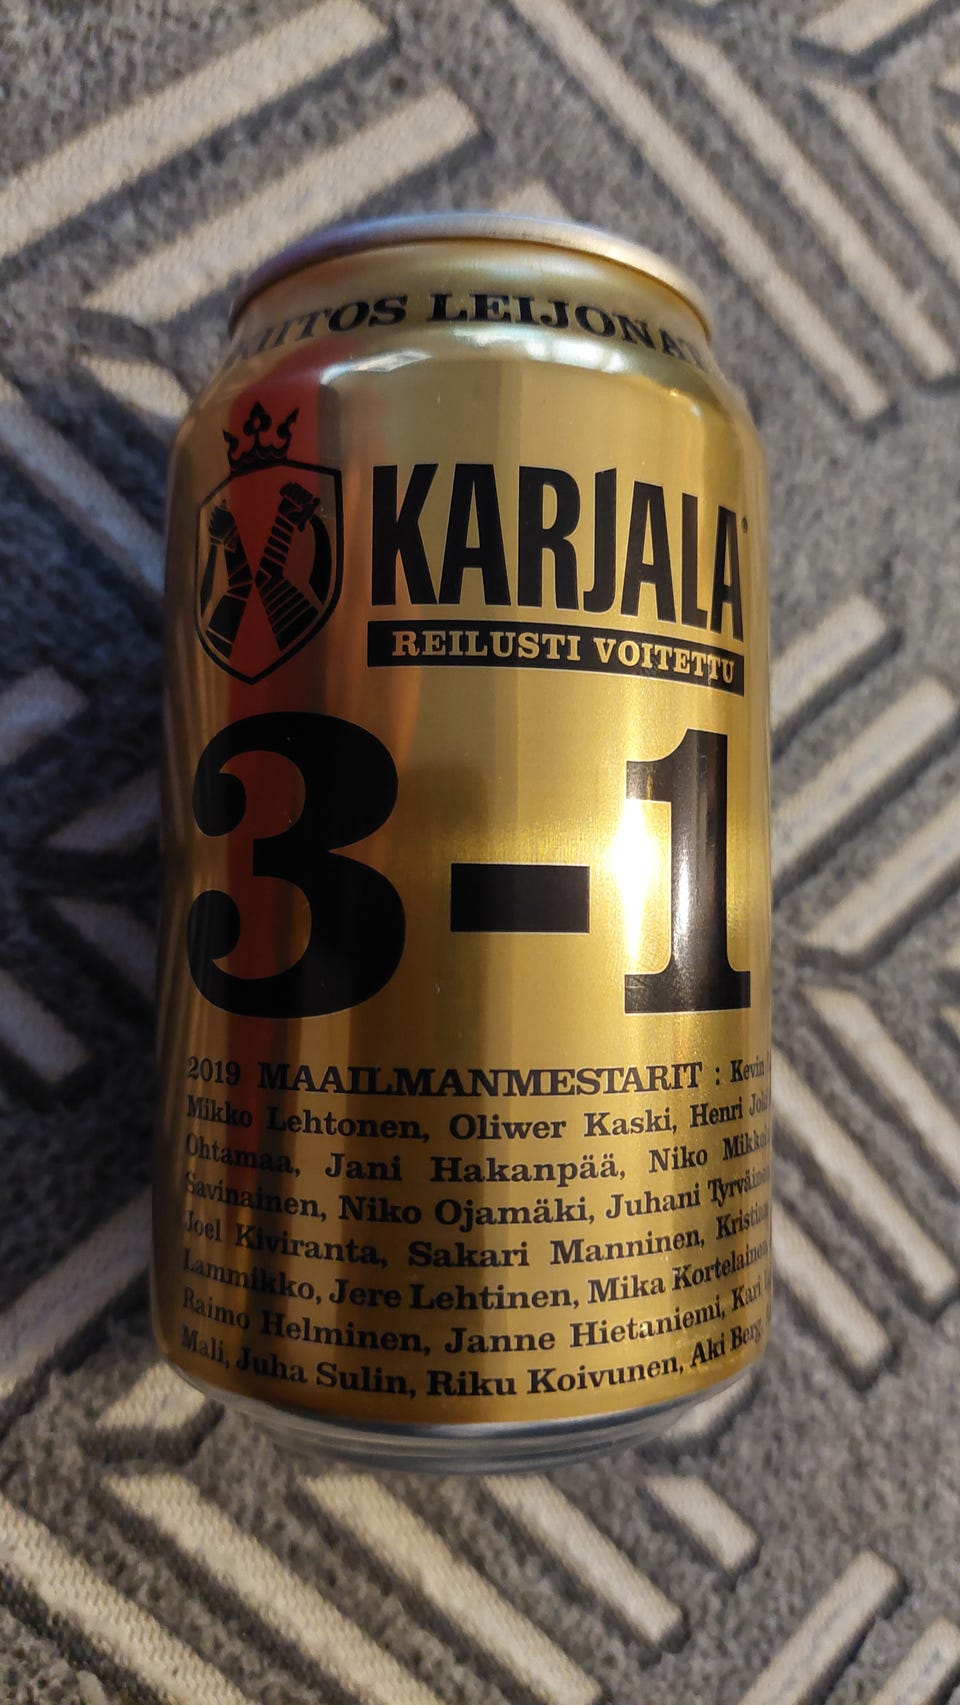 KIITOS LEIJONAT
KARJALA
REILUSTI VOITETTU
3-1
2019 MAAILMANMESTARIT : Kevin
Mikko Lehtonen, Oliwer Kaski, Henri
Ohtamaa, Jani Hakanpää, Niko
Savinainen, Niko Ojamäki, Juhani
Joel Kiviranta, Sakari Manninen,
Lammikko, Jere Lehtinen, Mika Kortelainen,
Raimo Helminen, Janne Hietaniemi, Kari
Mali, Juha Sulin, Riku Koivunen, Aki Berg,